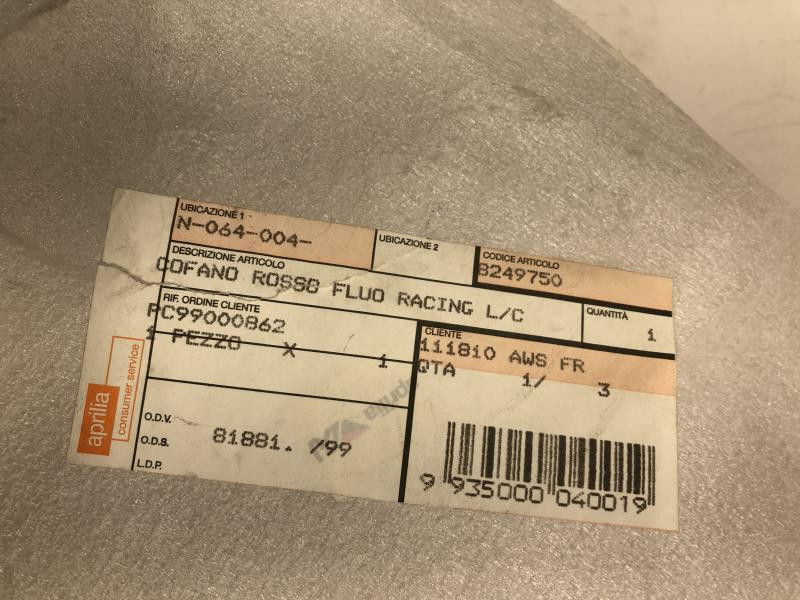 UBICAZIONE 1
N-064-004-
UBICAZIONE 2
CODICE ARTICOLO
8249750
DESCRIZIONE ARTICOLO
COFANO ROSSO FLUO RACING L/C
QUANTITÀ
1
RIF. ORDINE CLIENTE
PC99000862
1 PEZZO X 1
CLIENTE
111810 AWS FR
QTA 1/ 3
O.D.V.
O.D.S. 81881. /99
L.D.P.
aprilia
consumer service
aprilia
9 935000 040019